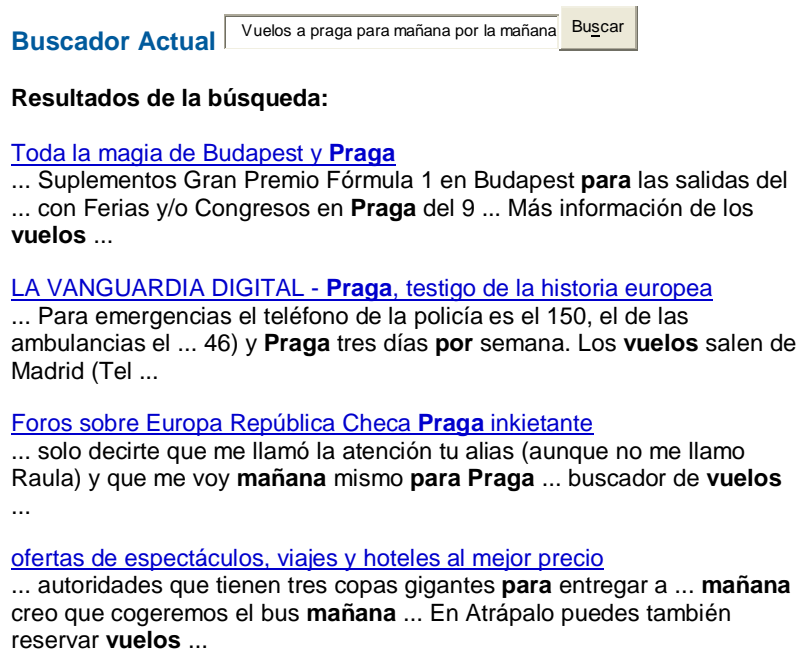 Buscador Actual Vuelos a praga para mañana por la mañana Buscar
Resultados de la búsqueda:
Toda la magia de Budapest y Praga
... Suplementos Gran Premio Fórmula 1 en Budapest para las salidas del
... con Ferias y/o Congresos en Praga del 9 ... Más información de los
vuelos ...
LA VANGUARDIA DIGITAL - Praga, testigo de la historia europea
... Para emergencias el teléfono de la policía es el 150, el de las
ambulancias el ... 46) y Praga tres días por semana. Los vuelos salen de
Madrid (Tel ...
Foros sobre Europa República Checa Praga inkietante
... solo decirte que me llamó la atención tu alias (aunque no me llamo
Raula) y que me voy mañana mismo para Praga ... buscador de vuelos
...
ofertas de espectáculos, viajes y hoteles al mejor precio
... autoridades que tienen tres copas gigantes para entregar a ... mañana
creo que cogeremos el bus mañana ... En Atrápalo puedes también
reservar vuelos ...